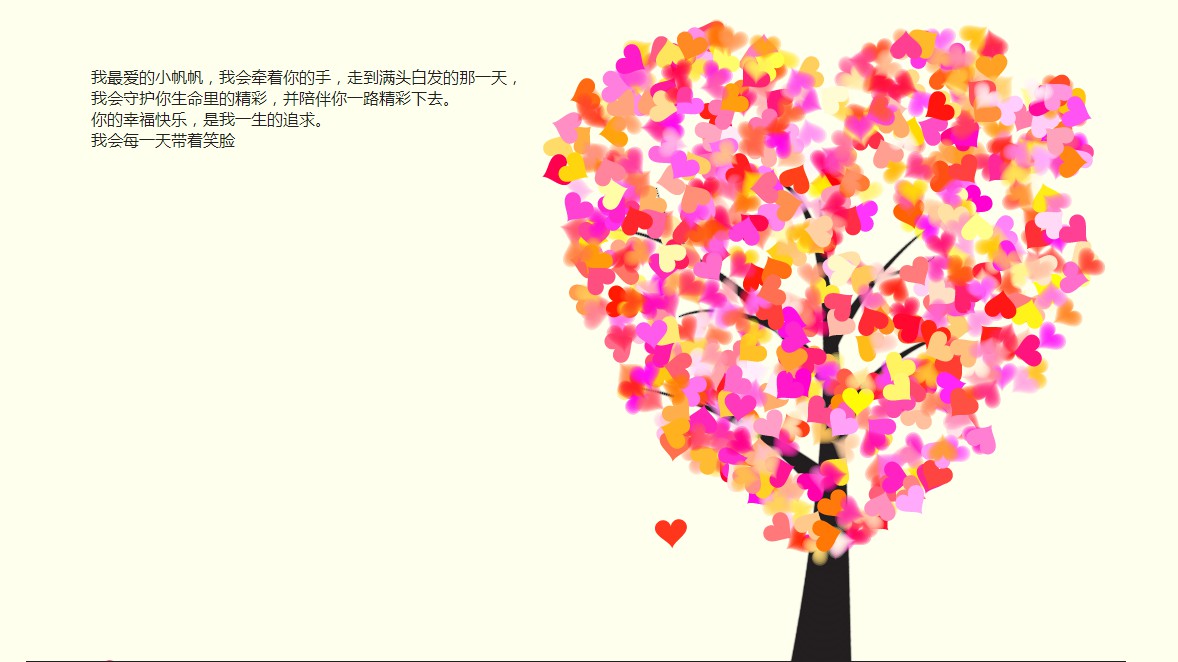 我最爱的小帆帆，我会牵着你的手，走到满头白发的那一天，
我会守护你生命里的精彩，并陪伴你一路精彩下去。
你的幸福快乐，是我一生的追求。
我会每一天带着笑脸